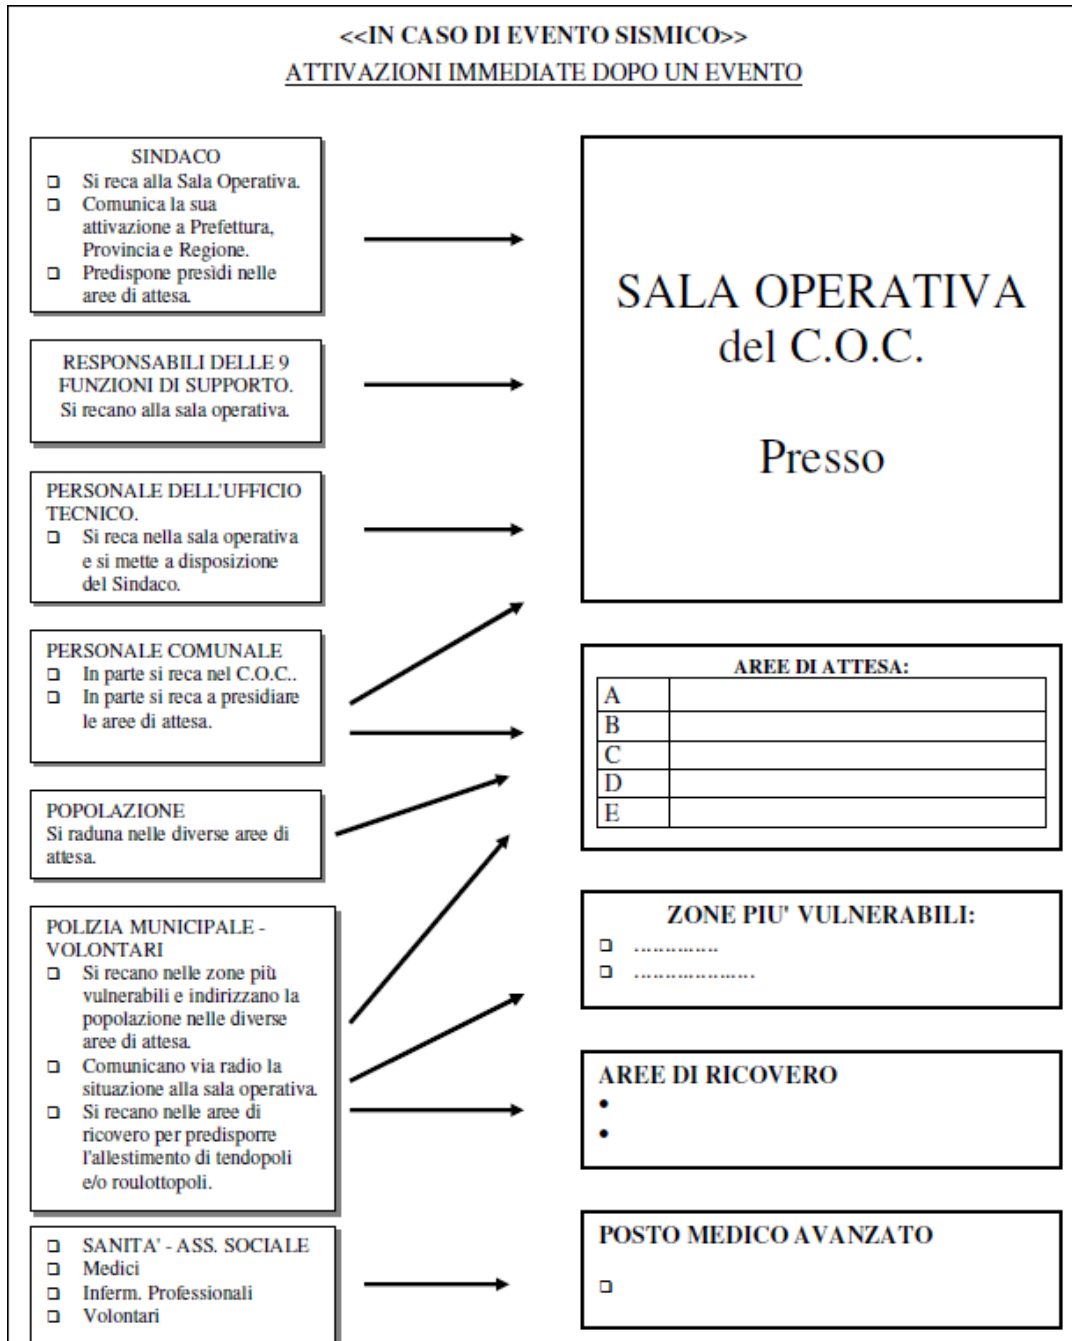 <<IN CASO DI EVENTO SISMICO>>
ATTIVAZIONI IMMEDIATE DOPO UN EVENTO
SINDACO
❑ Si reca alla Sala Operativa.
❑ Comunica la sua
attivazione a Prefettura,
Provincia e Regione.
❑ Predispone presìdi nelle
aree di attesa.
RESPONSABILI DELLE 9
FUNZIONI DI SUPPORTO.
Si recano alla sala operativa.
PERSONALE DELL'UFFICIO
TECNICO.
❑ Si reca nella sala operativa
e si mette a disposizione
del Sindaco.
PERSONALE COMUNALE
❑ In parte si reca nel C.O.C..
❑ In parte si reca a presidiare
le aree di attesa.
POPOLAZIONE
Si raduna nelle diverse aree di
attesa.
POLIZIA MUNICIPALE -
VOLONTARI
❑ Si recano nelle zone più
vulnerabili e indirizzano la
popolazione nelle diverse
aree di attesa.
❑ Comunicano via radio la
situazione alla sala operativa.
❑ Si recano nelle aree di
ricovero per predisporre
l'allestimento di tendopoli
e/o roulottopoli.
❑ SANITA' - ASS. SOCIALE
❑ Medici
❑ Inferm. Professionali
❑ Volontari
SALA OPERATIVA
del C.O.C.
Presso
AREE DI ATTESA:
A
B
C
D
E
ZONE PIU' VULNERABILI:
❑ ..............
❑ ....................
AREE DI RICOVERO
•
•
POSTO MEDICO AVANZATO
❑